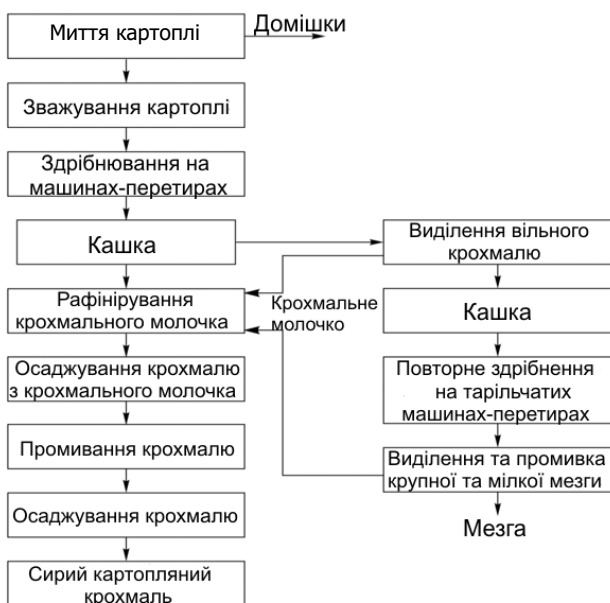 Миття картоплі
Домішки
Зважування картоплі
Здрібнювання на
машинах-перетирах
Кашка
Виділення вільного
крохмалю
Рафінірування
крохмального молочка
Крохмальне
молочко
Кашка
Осаджування крохмалю
з крохмального молочка
Повторне здрібнення
на тарільчатих
машинах-перетирах
Промивання крохмалю
Виділення та промивка
крупної та мілкої мезги
Осаджування крохмалю
Мезга
Сирий картопляний
крохмаль